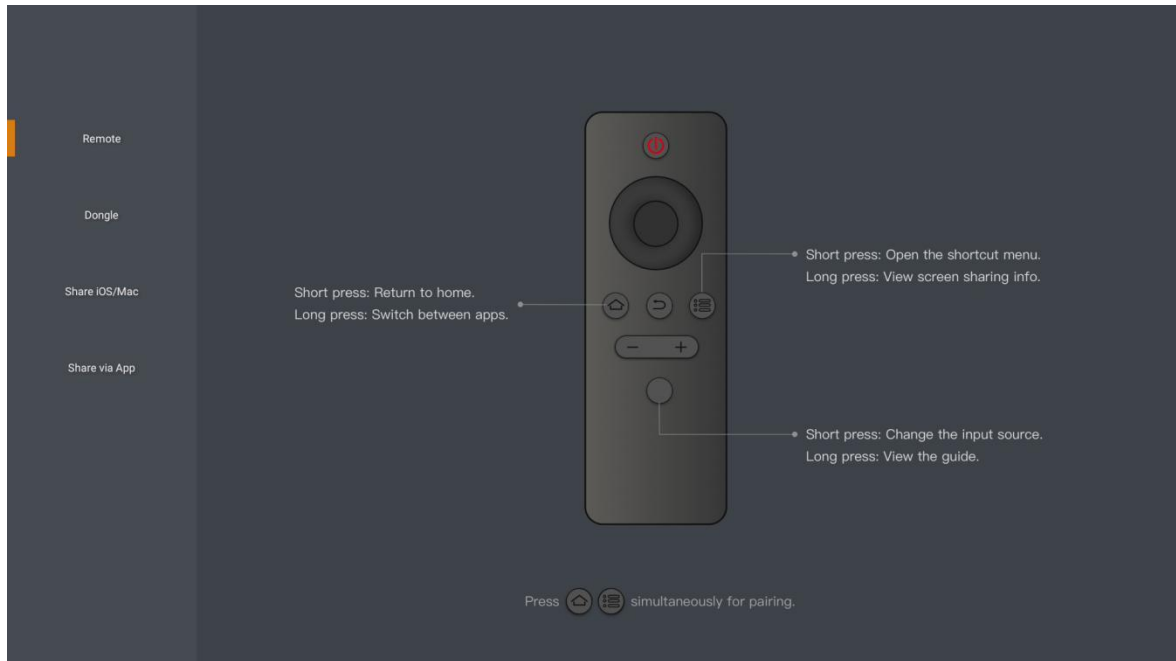 Remote
Dongle
Share iOS/Mac
Share via App
Short press: Return to home.
Long press: Switch between apps.
Short press: Open the shortcut menu.
Long press: View screen sharing info.
− +
Short press: Change the input source.
Long press: View the guide.
Press simultaneously for pairing.